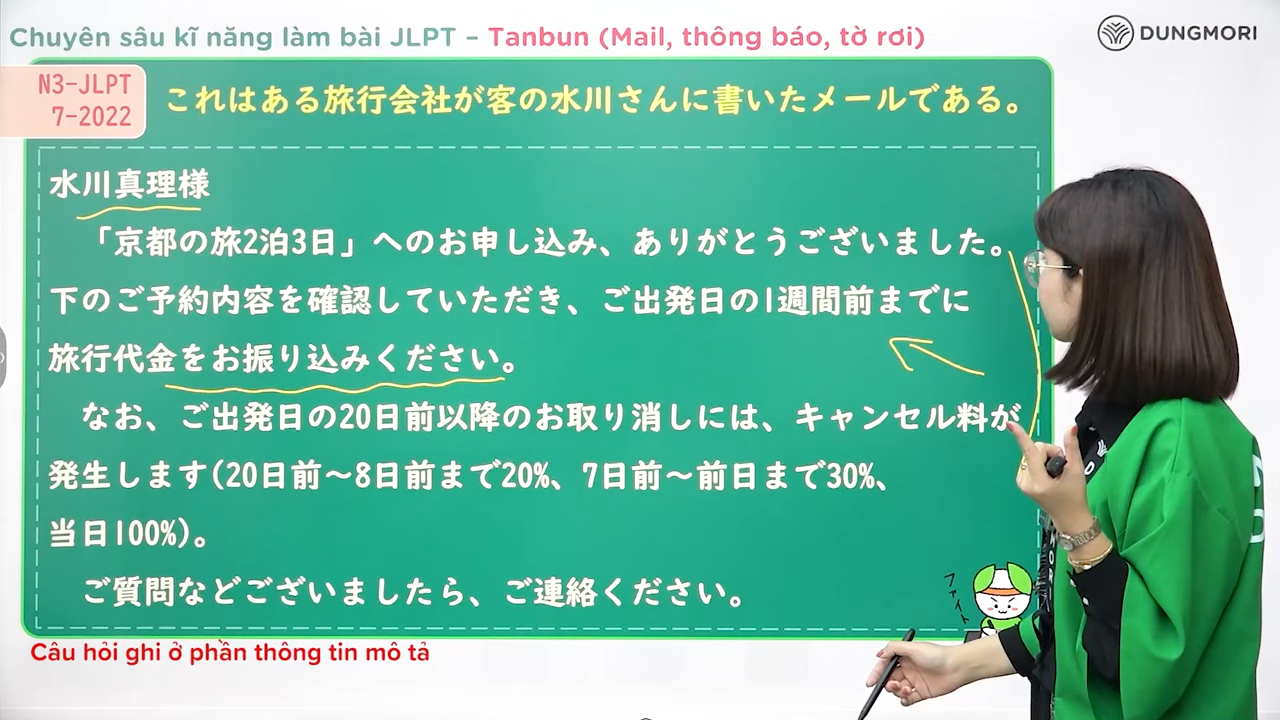 Chuyên sâu kĩ năng làm bài JLPT – Tanbun (Mail, thông báo, tờ rơi)
DUNGMORI
N3-JLPT
7-2022
これはある旅行会社が客の水川さんに書いたメールである。
水川真理様
「京都の旅2泊3日」へのお申し込み、ありがとうございました。
下のご予約内容を確認していただき、ご出発日の1週間前までに
旅行代金をお振り込みください。
なお、ご出発日の20日前以降のお取り消しには、キャンセル料が
発生します(20日前～8日前まで20%、7日前～前日まで30%、
当日100%)。
ご質問などございましたら、ご連絡ください。
ファイト
Câu hỏi ghi ở phần thông tin mô tả